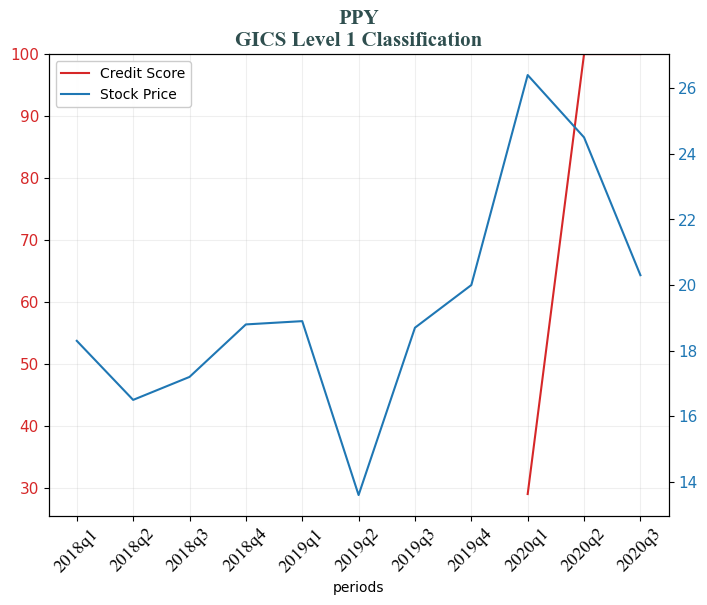 PPY
GICS Level 1 Classification
Credit Score
Stock Price
100
90
80
70
60
50
40
30
26
24
22
20
18
16
14
2018q1
2018q2
2018q3
2018q4
2019q1
2019q2
2019q3
2019q4
2020q1
2020q2
2020q3
periods